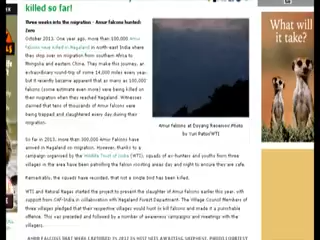 killed so far!
Three weeks into the migration - Amur falcons hunted:
Zero
October 2013. One year ago, more than 100,000 Amur
falcons were killed in Nagaland in north-east India where
they stop over on migration from southern Africa to
Mongolia and eastern China. They make this journey, an
extraordinary round-trip of some 14,000 miles every year
but it recently became apparent that as many as 100,000
falcons (some estimate even more) were being killed on
their migration when they reached Nagaland. Witnesses
claimed that tens of thousands of Amur falcons were
being trapped and slaughtered every day during their
migration.
Amur falcons at Doyang Reservoir. Photo
by
What will
it take?
So far in 2013, more than 300,000 Amur falcons have
arrived in Nagaland on migration. However, thanks to a
campaign organised by the Wildlife Trust of India (WTI), squads of ex-hunters and youths from three
villages in the area have been patrolling the falcon roosting areas day and night to ensure they are safe.
Remarkably, the squads have recorded, that not a single bird has been killed.
WTI and Natural Nagas started the project to prevent the slaughter of Amur falcons earlier this year, with
support from CAF-India in collaboration with Nagaland Forest Department. The Village Council Members of
three villages pledged that their respective villages would hunt or kill falcons and made it a punishable
offence. This was preceded and followed by a number of awareness campaigns and meetings with the
villagers.